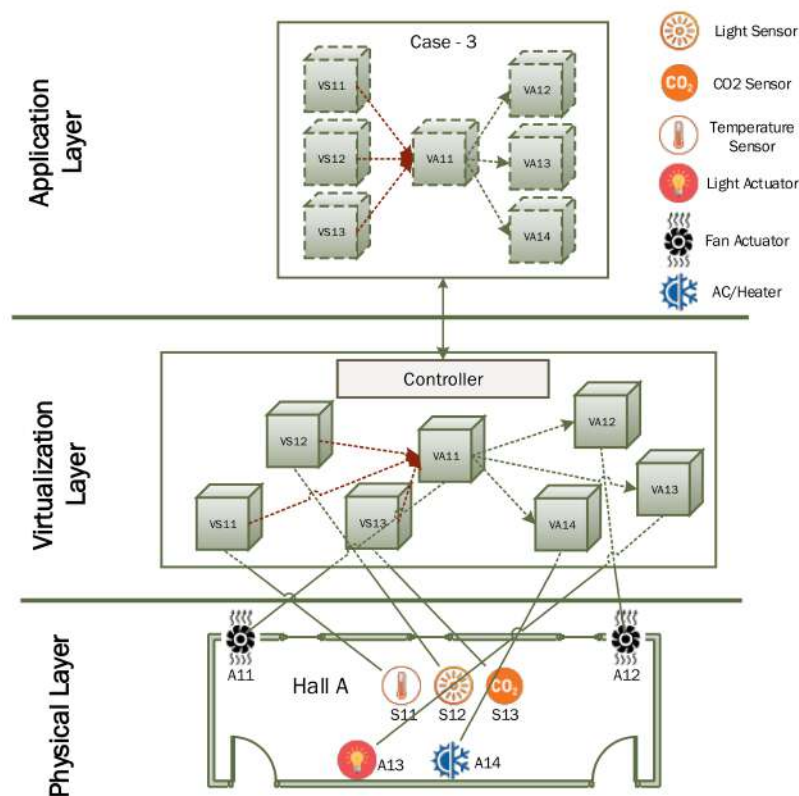 Case - 3
VS11
VS12
VS13
VA11
VA12
VA13
VA14
Application
Layer
Light Sensor
CO₂
CO2 Sensor
Temperature
Sensor
Light Actuator
Fan Actuator
AC/Heater
Controller
Virtualization
Layer
VS12
VA11
VA12
VS11
VS13
VA14
VA13
Physical Layer
A11
Hall A
S11
S12
CO₂
S13
A12
A13
A14